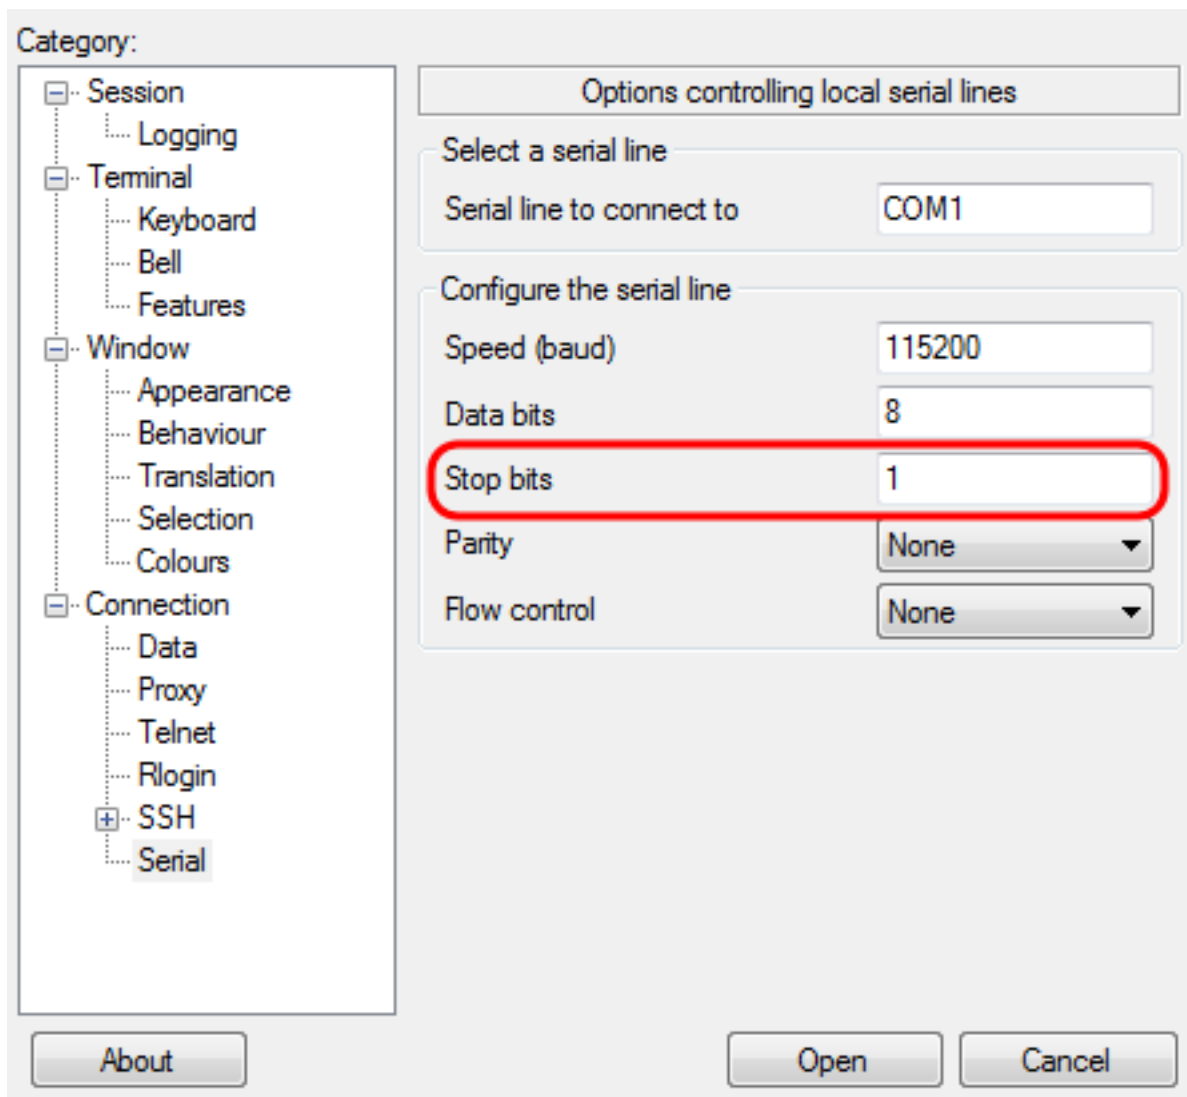 Category:
Session
Logging
Terminal
Keyboard
Bell
Features
Window
Appearance
Behaviour
Translation
Selection
Colours
Connection
Data
Proxy
Telnet
Rlogin
SSH
Serial
Options controlling local serial lines
Select a serial line
Serial line to connect to COM1
Configure the serial line
Speed (baud) 115200
Data bits 8
Stop bits 1
Parity None
Flow control None
About Open Cancel